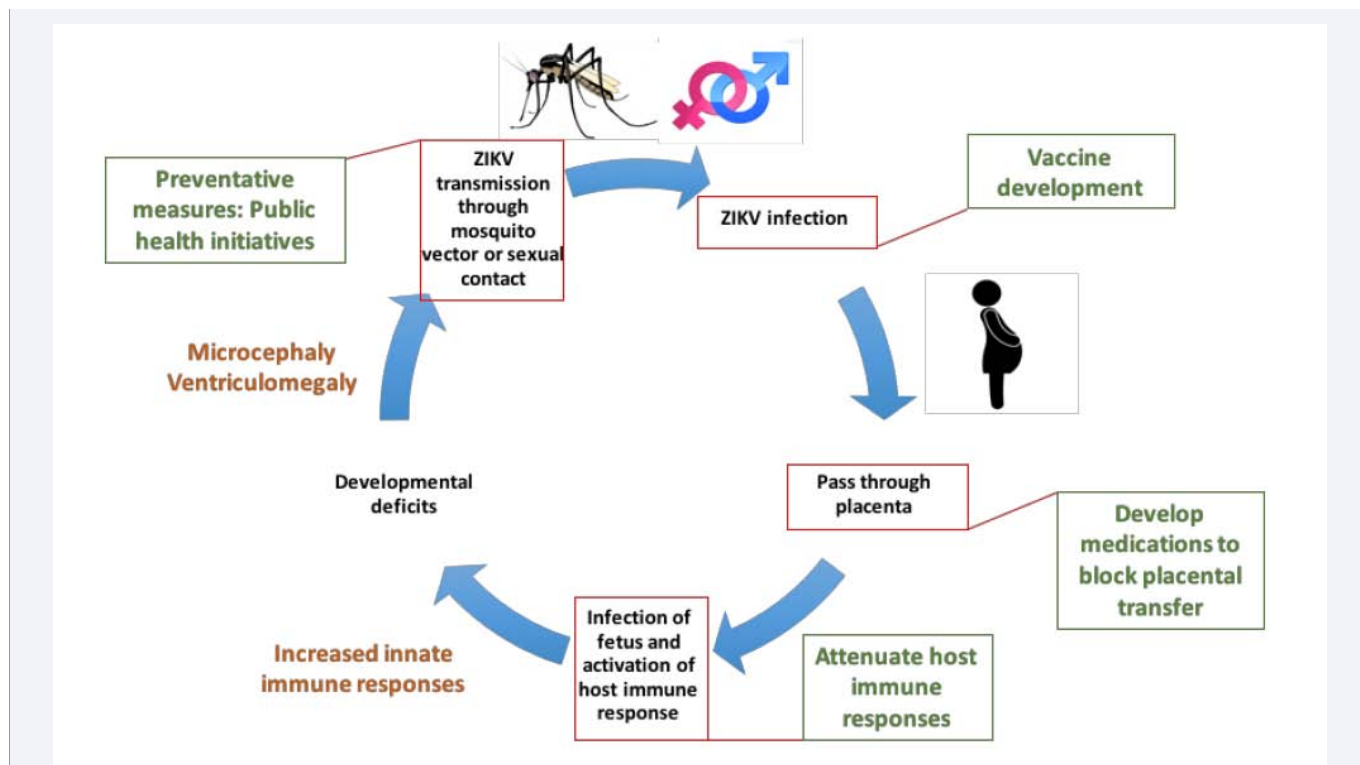 Preventative
measures: Public
health initiatives
ZIKV
transmission
through
mosquito
vector or sexual
contact
ZIKV infection
Vaccine
development
Pass through
placenta
Develop
medications to
block placental
transfer
Infection of
fetus and
activation of
host immune
response
Attenuate host
immune
responses
Increased innate
immune responses
Developmental
deficits
Microcephaly
Ventriculomegaly